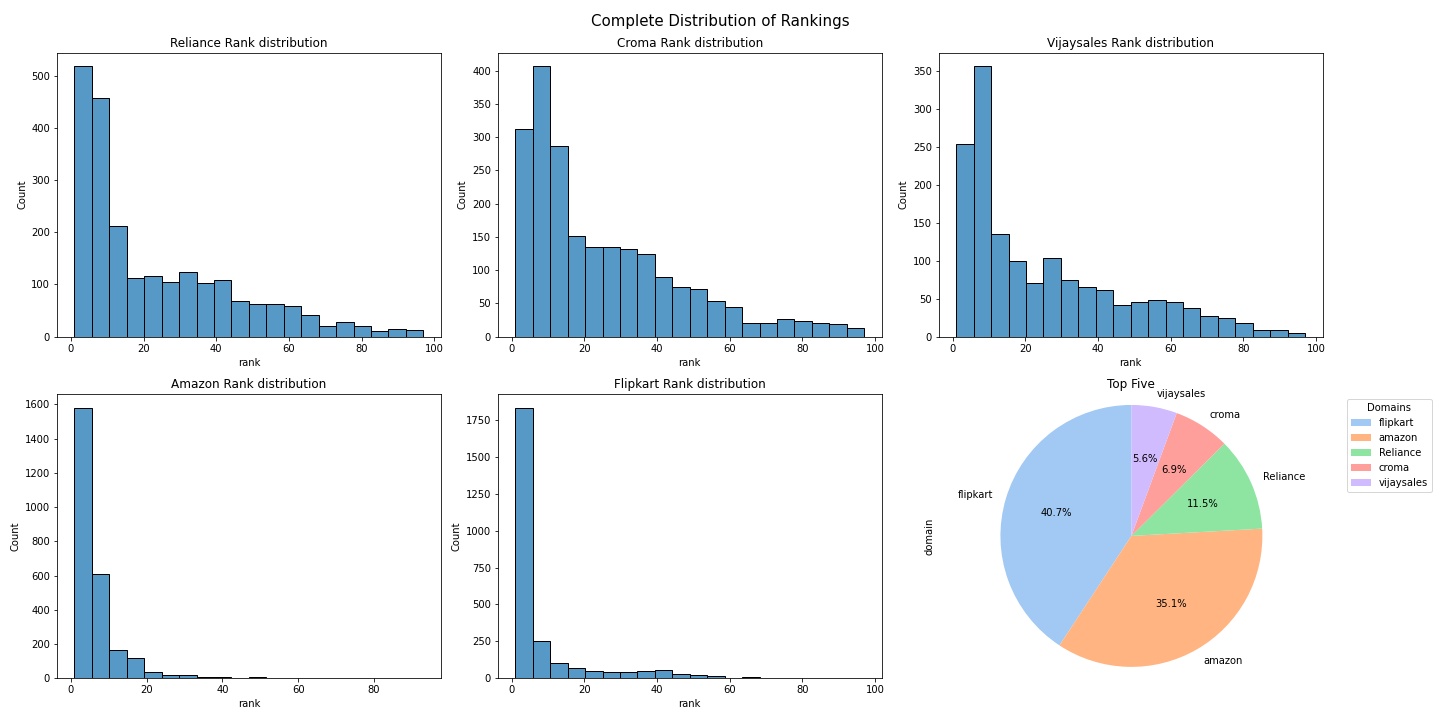 Complete Distribution of Rankings
Reliance Rank distribution
500
400
300
200
100
0
Count
0 20 40 60 80 100
rank
Croma Rank distribution
400
350
300
250
200
150
100
50
0
Count
0 20 40 60 80 100
rank
Vijaysales Rank distribution
350
300
250
200
150
100
50
0
Count
0 20 40 60 80 100
rank
Amazon Rank distribution
1600
1400
1200
1000
800
600
400
200
0
Count
0 20 40 60 80
rank
Flipkart Rank distribution
1750
1500
1250
1000
750
500
250
0
Count
0 20 40 60 80 100
rank
Top Five
vijaysales
croma
5.6%
6.9%
Reliance
flipkart
11.5%
40.7%
domain
35.1%
amazon
Domains
flipkart
amazon
Reliance
croma
vijaysales